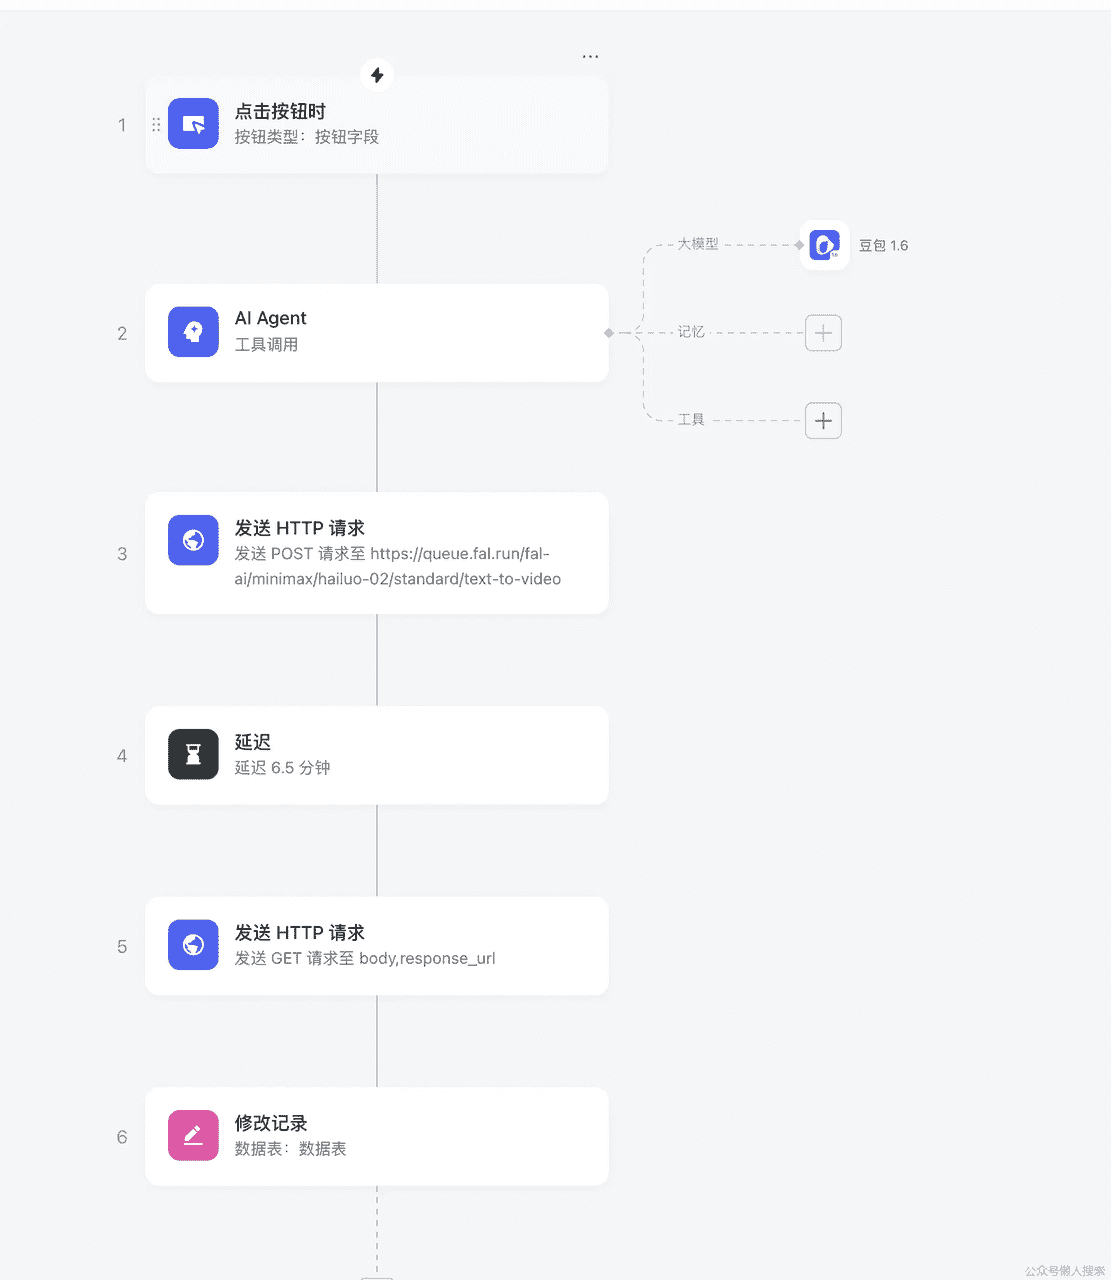 1
点击按钮时
按钮类型：按钮字段
大模型
豆包 1.6
2
AI Agent
工具调用
记忆
工具
3
发送 HTTP 请求
发送 POST 请求至 https://queue.fal.run/fal-
ai/minimax/hailuo-02/standard/text-to-video
4
延迟
延迟 6.5 分钟
5
发送 HTTP 请求
发送 GET 请求至 body,response_url
6
修改记录
数据表：数据表
公众号懒人搜索